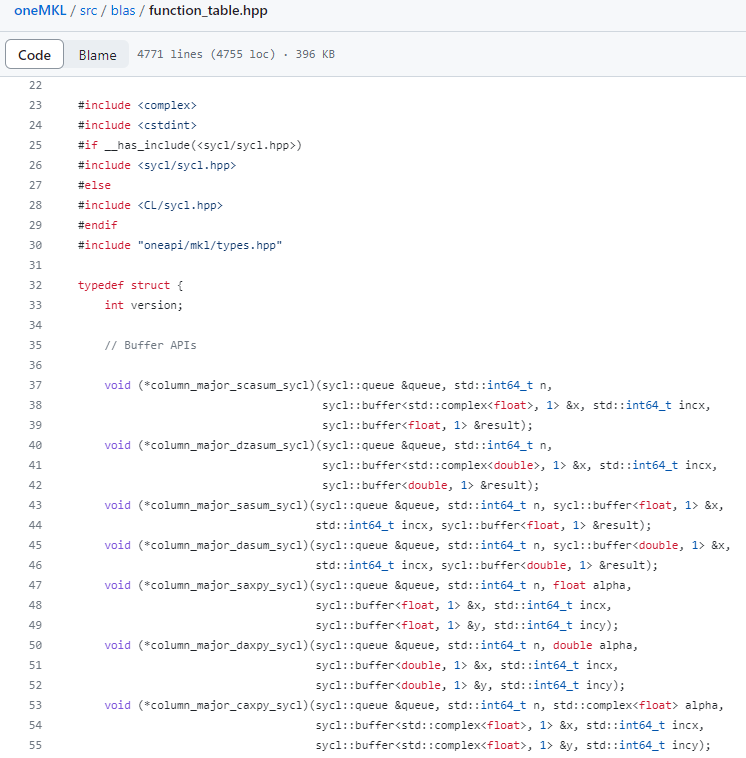 oneMKL / src / blas / function_table.hpp
Code Blame 4771 lines (4755 loc) · 396 KB
22
23 #include <complex>
24 #include <cstdint>
25 #if __has_include(<sycl/sycl.hpp>)
26 #include <sycl/sycl.hpp>
27 #else
28 #include <CL/sycl.hpp>
29 #endif
30 #include "oneapi/mkl/types.hpp"
31
32 typedef struct {
33 int version;
34
35 // Buffer APIs
36
37 void (*column_major_scasum_sycl)(sycl::queue &queue, std::int64_t n,
38 sycl::buffer<std::complex<float>, 1> &x, std::int64_t incx,
39 sycl::buffer<float, 1> &result);
40 void (*column_major_dzasum_sycl)(sycl::queue &queue, std::int64_t n,
41 sycl::buffer<std::complex<double>, 1> &x, std::int64_t incx,
42 sycl::buffer<double, 1> &result);
43 void (*column_major_sasum_sycl)(sycl::queue &queue, std::int64_t n, sycl::buffer<float, 1> &x,
44 std::int64_t incx, sycl::buffer<float, 1> &result);
45 void (*column_major_dasum_sycl)(sycl::queue &queue, std::int64_t n, sycl::buffer<double, 1> &x,
46 std::int64_t incx, sycl::buffer<double, 1> &result);
47 void (*column_major_saxpy_sycl)(sycl::queue &queue, std::int64_t n, float alpha,
48 sycl::buffer<float, 1> &x, std::int64_t incx,
49 sycl::buffer<float, 1> &y, std::int64_t incy);
50 void (*column_major_daxpy_sycl)(sycl::queue &queue, std::int64_t n, double alpha,
51 sycl::buffer<double, 1> &x, std::int64_t incx,
52 sycl::buffer<double, 1> &y, std::int64_t incy);
53 void (*column_major_caxpy_sycl)(sycl::queue &queue, std::int64_t n, std::complex<float> alpha,
54 sycl::buffer<std::complex<float>, 1> &x, std::int64_t incx,
55 sycl::buffer<std::complex<float>, 1> &y, std::int64_t incy);